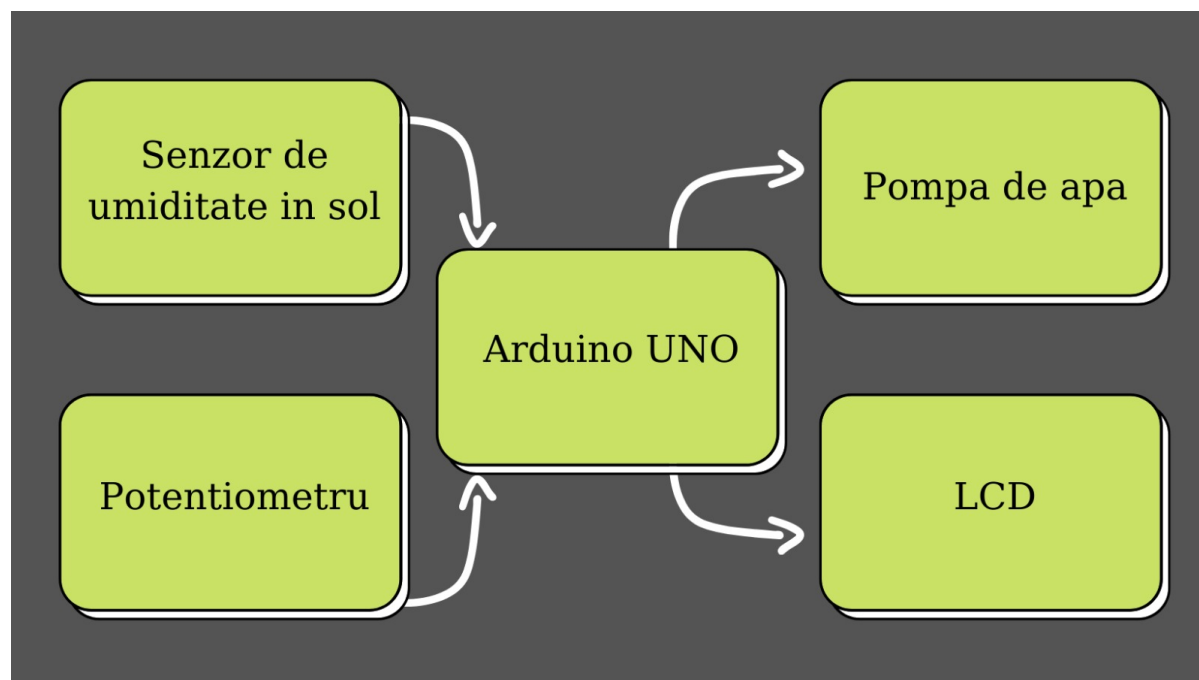 Senzor de
umiditate in sol
Pompa de apa
Arduino UNO
Potentiometru
LCD